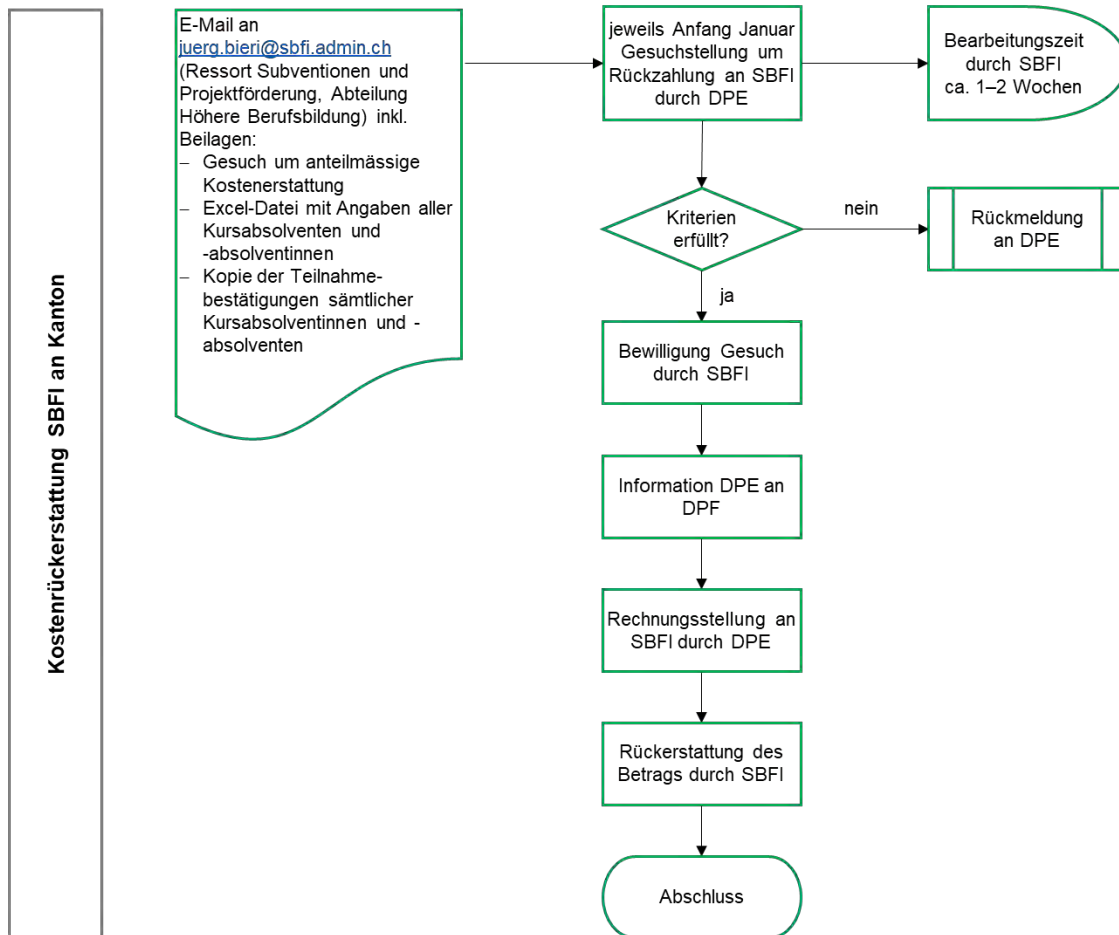 Kostenrückerstattung SBFI an Kanton
E-Mail an
juerg.bieri@sbfi.admin.ch
(Ressort Subventionen und
Projektförderung, Abteilung
Höhere Berufsbildung) inkl.
Beilagen:
– Gesuch um anteilmässige
Kostenerstattung
– Excel-Datei mit Angaben aller
Kursabsolventen und
-absolventinnen
– Kopie der Teilnahme-
bestätigungen sämtlicher
Kursabsolventinnen und -
absolventen
jeweils Anfang Januar
Gesuchstellung um
Rückzahlung an SBFI
durch DPE
Bearbeitungszeit
durch SBFI
ca. 1–2 Wochen
Kriterien
erfüllt?
nein
Rückmeldung
an DPE
ja
Bewilligung Gesuch
durch SBFI
Information DPE an
DPF
Rechnungsstellung an
SBFI durch DPE
Rückerstattung des
Betrags durch SBFI
Abschluss